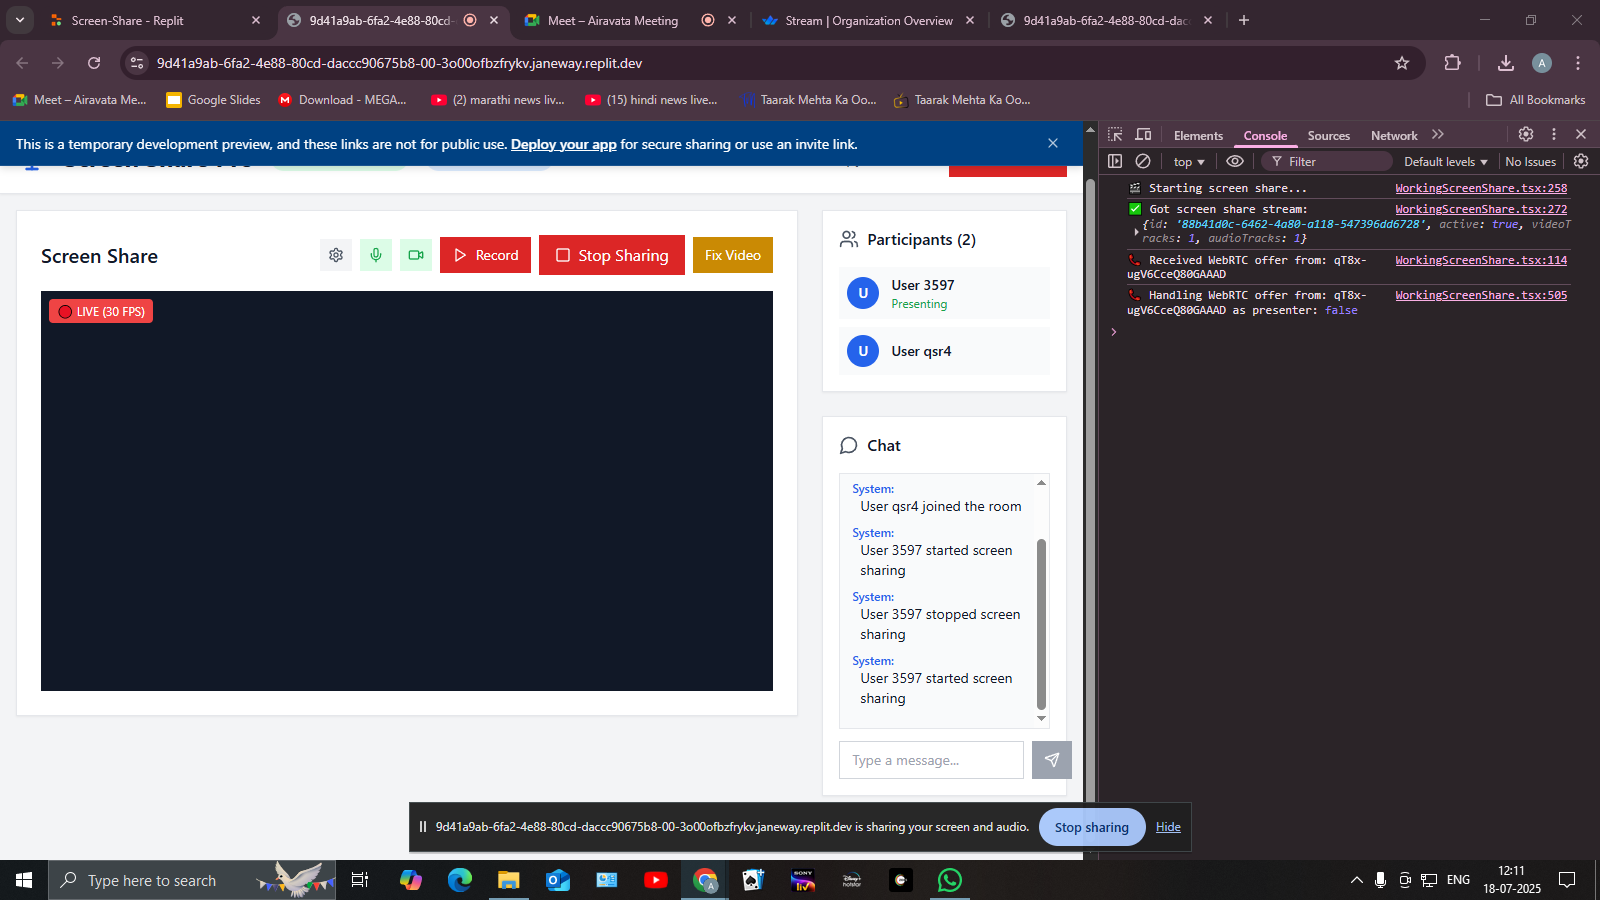 Screen-Share - Replit
9d41a9ab-6fa2-4e88-80cd-
Meet – Airavata Meeting
Stream | Organization Overview
9d41a9ab-6fa2-4e88-80cd-dac
9d41a9ab-6fa2-4e88-80cd-daccc90675b8-00-3o00ofbzfrykv.janeway.replit.dev
A
Meet – Airavata Me...
Google Slides
Download - MEGA...
(2) marathi news liv...
(15) hindi news live...
Taarak Mehta Ka Oo...
Taarak Mehta Ka Oo...
All Bookmarks
This is a temporary development preview, and these links are not for public use. Deploy your app for secure sharing or use an invite link.
Screen Share
Record
Stop Sharing
Fix Video
LIVE (30 FPS)
Participants (2)
U
User 3597
Presenting
U
User qsr4
Chat
System:
User qsr4 joined the room
System:
User 3597 started screen
sharing
System:
User 3597 stopped screen
sharing
System:
User 3597 started screen
sharing
Type a message...
Elements
Console
Sources
Network
top
Filter
Default levels
No Issues
Starting screen share...
WorkingScreenShare.tsx:258
Got screen share stream:
WorkingScreenShare.tsx:272
{id: '88b41d0c-6462-4a80-a118-547396dd6728', active: true, videoT
racks: 1, audioTracks: 1}
Received WebRTC offer from: qT8x-
WorkingScreenShare.tsx:114
ugV6CceQ80GAAAD
Handling WebRTC offer from: qT8x-
WorkingScreenShare.tsx:505
ugV6CceQ80GAAAD as presenter: false
9d41a9ab-6fa2-4e88-80cd-daccc90675b8-00-3o00ofbzfrykv.janeway.replit.dev is sharing your screen and audio.
Stop sharing
Hide
Type here to search
SONY
liv
hotstar
ENG
12:11
18-07-2025